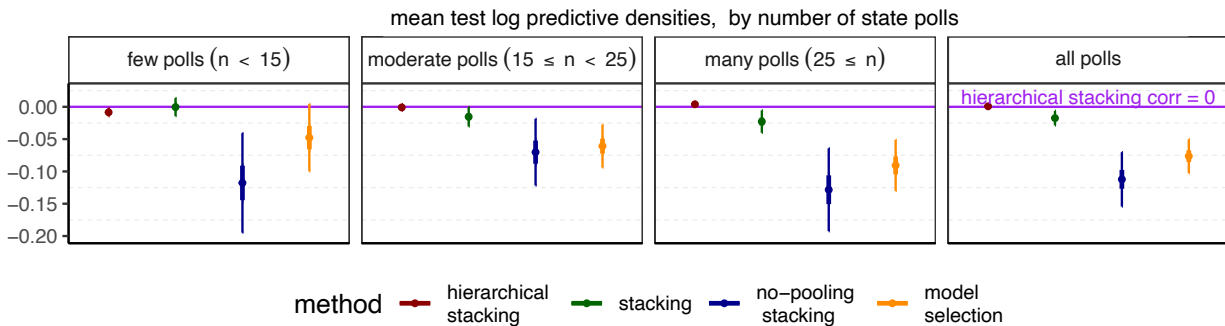 mean test log predictive densities, by number of state polls
few polls (n < 15)
moderate polls (15 ≤ n < 25)
many polls (25 ≤ n)
all polls
hierarchical stacking corr = 0
0.00
−0.05
−0.10
−0.15
−0.20
method
hierarchical
stacking
stacking
no−pooling
stacking
model
selection